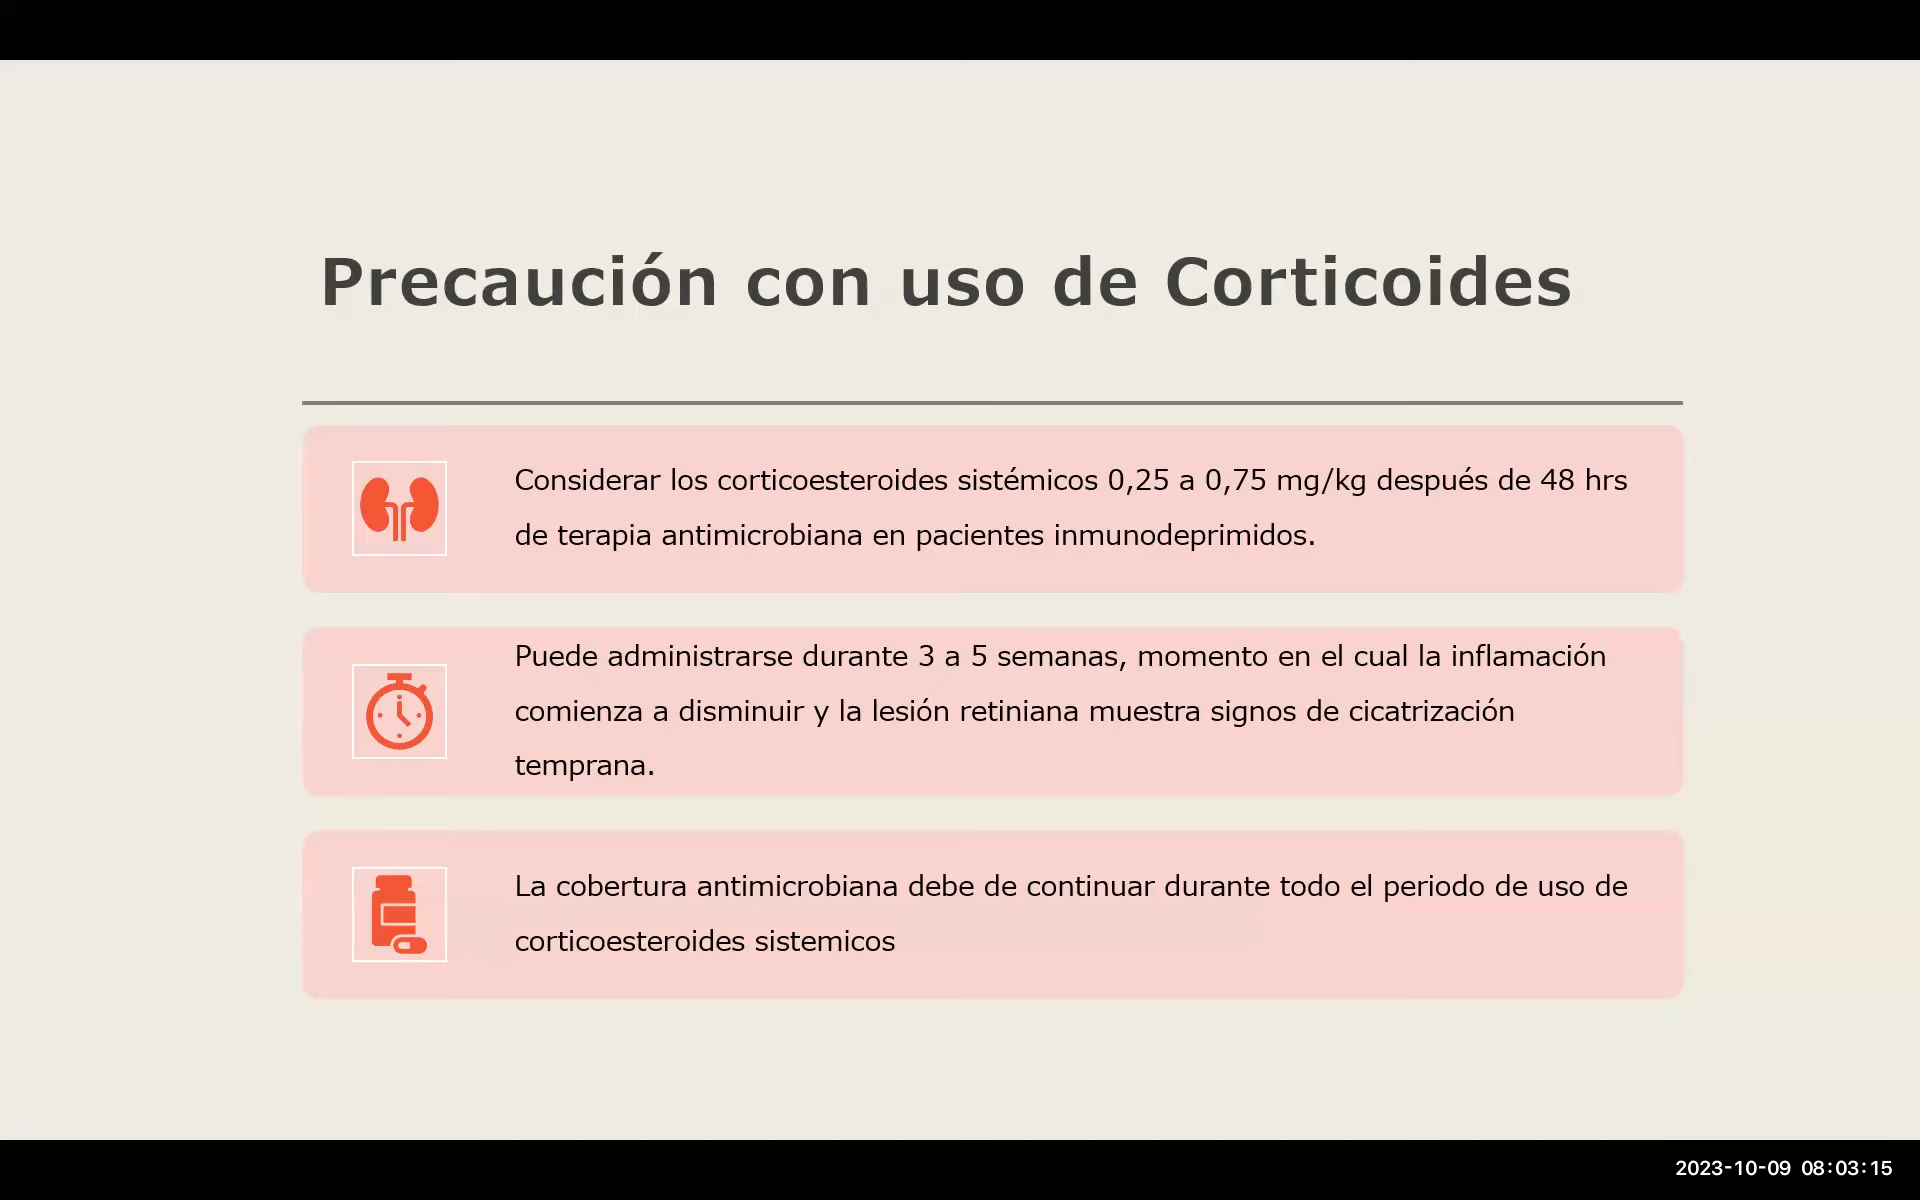 Precaución con uso de Corticoides
Considerar los corticoesteroides sistémicos 0,25 a 0,75 mg/kg después de 48 hrs
de terapia antimicrobiana en pacientes inmunodeprimidos.
Puede administrarse durante 3 a 5 semanas, momento en el cual la inflamación
comienza a disminuir y la lesión retiniana muestra signos de cicatrización
temprana.
La cobertura antimicrobiana debe de continuar durante todo el periodo de uso de
corticoesteroides sistemicos
2023-10-09 08:03:15